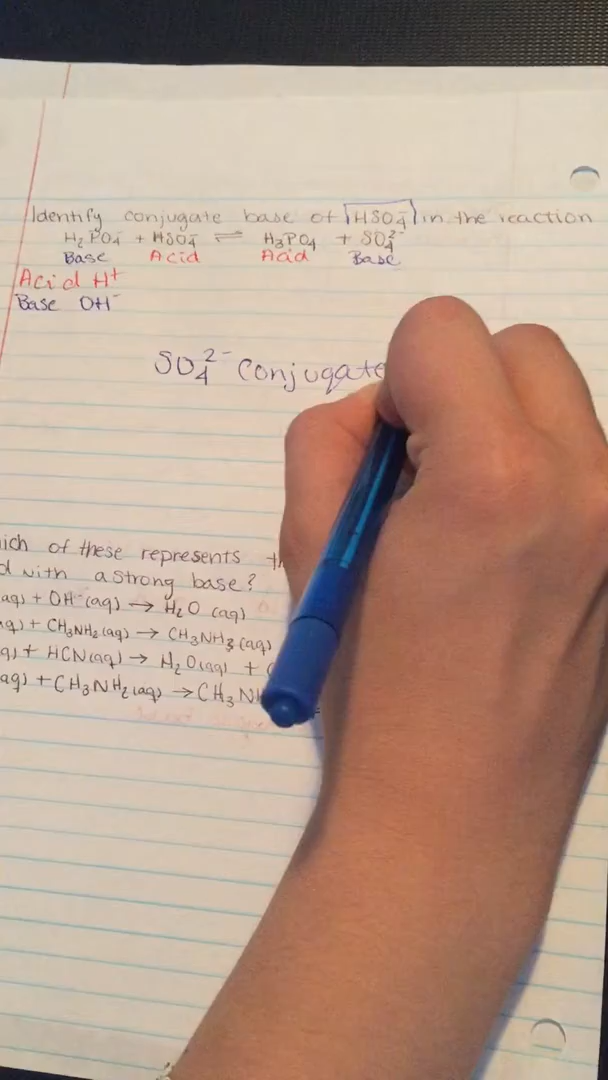 Identify conjugate base of HSO₄⁻ in the reaction
H₂PO₄⁻ + HSO₄⁻ ⇌ H₃PO₄ + SO₄²⁻
Base Acid Acid Base
Acid H⁺
Base OH⁻
SO₄²⁻ conjugate
of these represents
with a strong base?
aq) + OH⁻(aq) → H₂O (aq)
q) + CH₃NH₂(aq) → CH₃NH₃(aq)
q) + HCN(aq) → H₂O(aq) +
aq) + CH₃NH₂(aq) → CH₃N